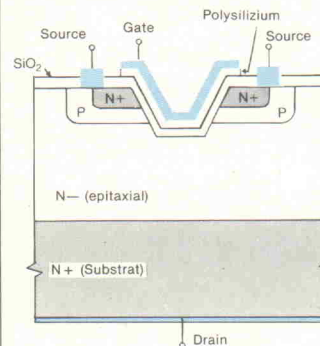 Polysilizium
Source
Gate
Source
SiO₂
N+
N+
P
P
N— (epitaxial)
N+ (Substrat)
Drain